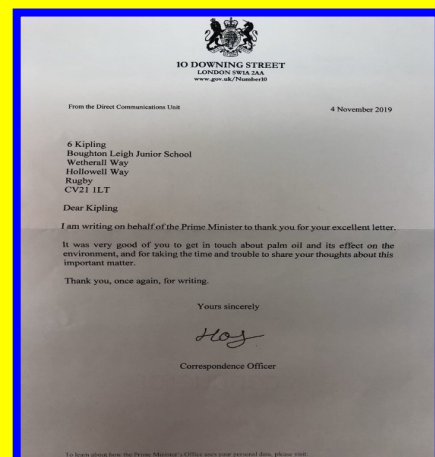 10 DOWNING STREET
LONDON SW1A 2AA
www.gov.uk/Number10
From the Direct Communications Unit
4 November 2019
6 Kipling
Boughton Leigh Junior School
Wetherall Way
Hollowell Way
Rugby
CV21 1LT
Dear Kipling
I am writing on behalf of the Prime Minister to thank you for your excellent letter.
It was very good of you to get in touch about palm oil and its effect on the
environment, and for taking the time and trouble to share your thoughts about this
important matter.
Thank you, once again, for writing.
Yours sincerely
Correspondence Officer
To learn about how the Prime Minister's Office uses your personal data, please visit